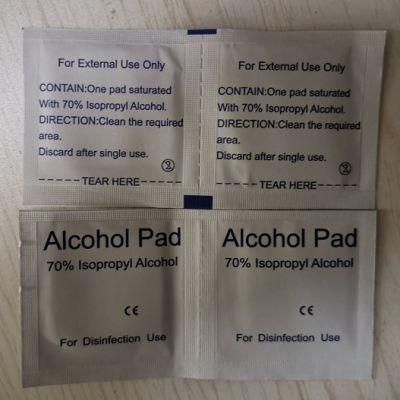 For External Use Only
CONTAIN:One pad saturated
With 70% Isopropyl Alcohol.
DIRECTION:Clean the required
area.
Discard after single use.
2
TEAR HERE
For External Use Only
CONTAIN:One pad saturated
With 70% Isopropyl Alcohol.
DIRECTION:Clean the required
area.
Discard after single use.
2
TEAR HERE
Alcohol Pad
70% Isopropyl Alcohol
CE
For Disinfection Use
Alcohol Pad
70% Isopropyl Alcohol
CE
For Disinfection Use